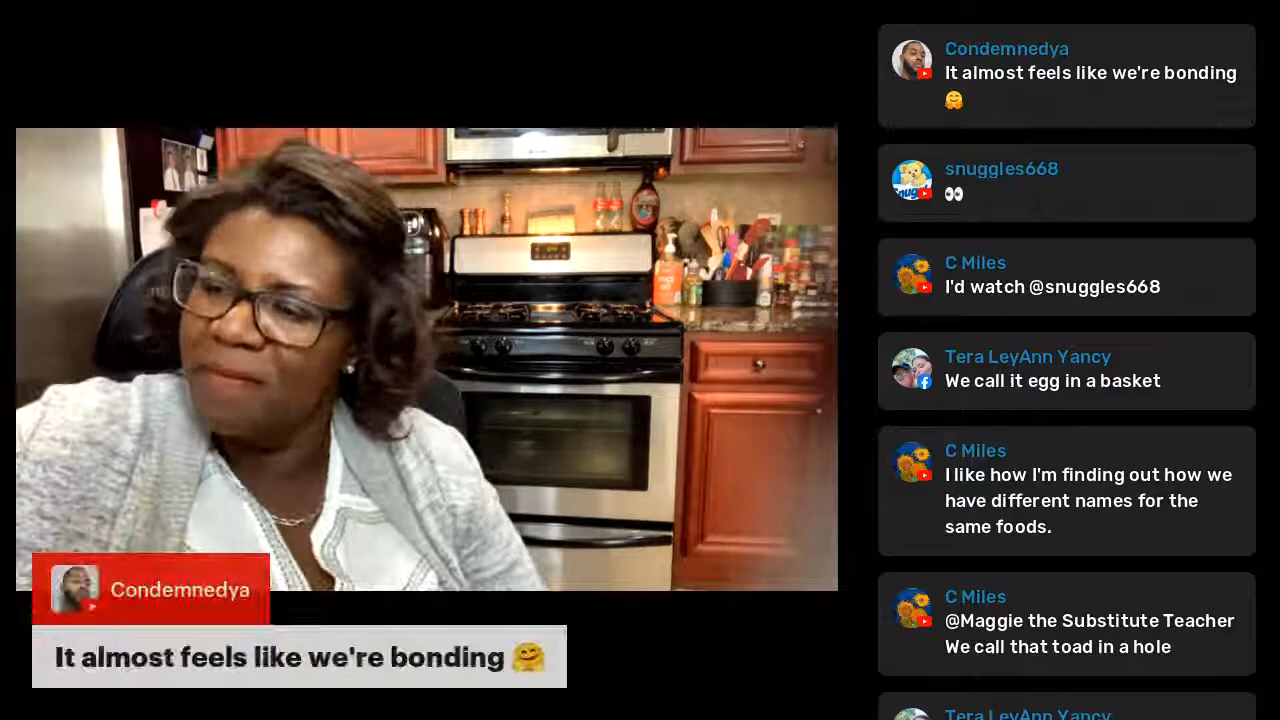 Condemnedya
It almost feels like we're bonding
🤗
snuggles668
👀
C Miles
I'd watch @snuggles668
Tera LeyAnn Yancy
We call it egg in a basket
C Miles
I like how I'm finding out how we
have different names for the
same foods.
C Miles
@Maggie the Substitute Teacher
We call that toad in a hole
Tera LeyAnn Yancy
Condemnedya
It almost feels like we're bonding 🤗